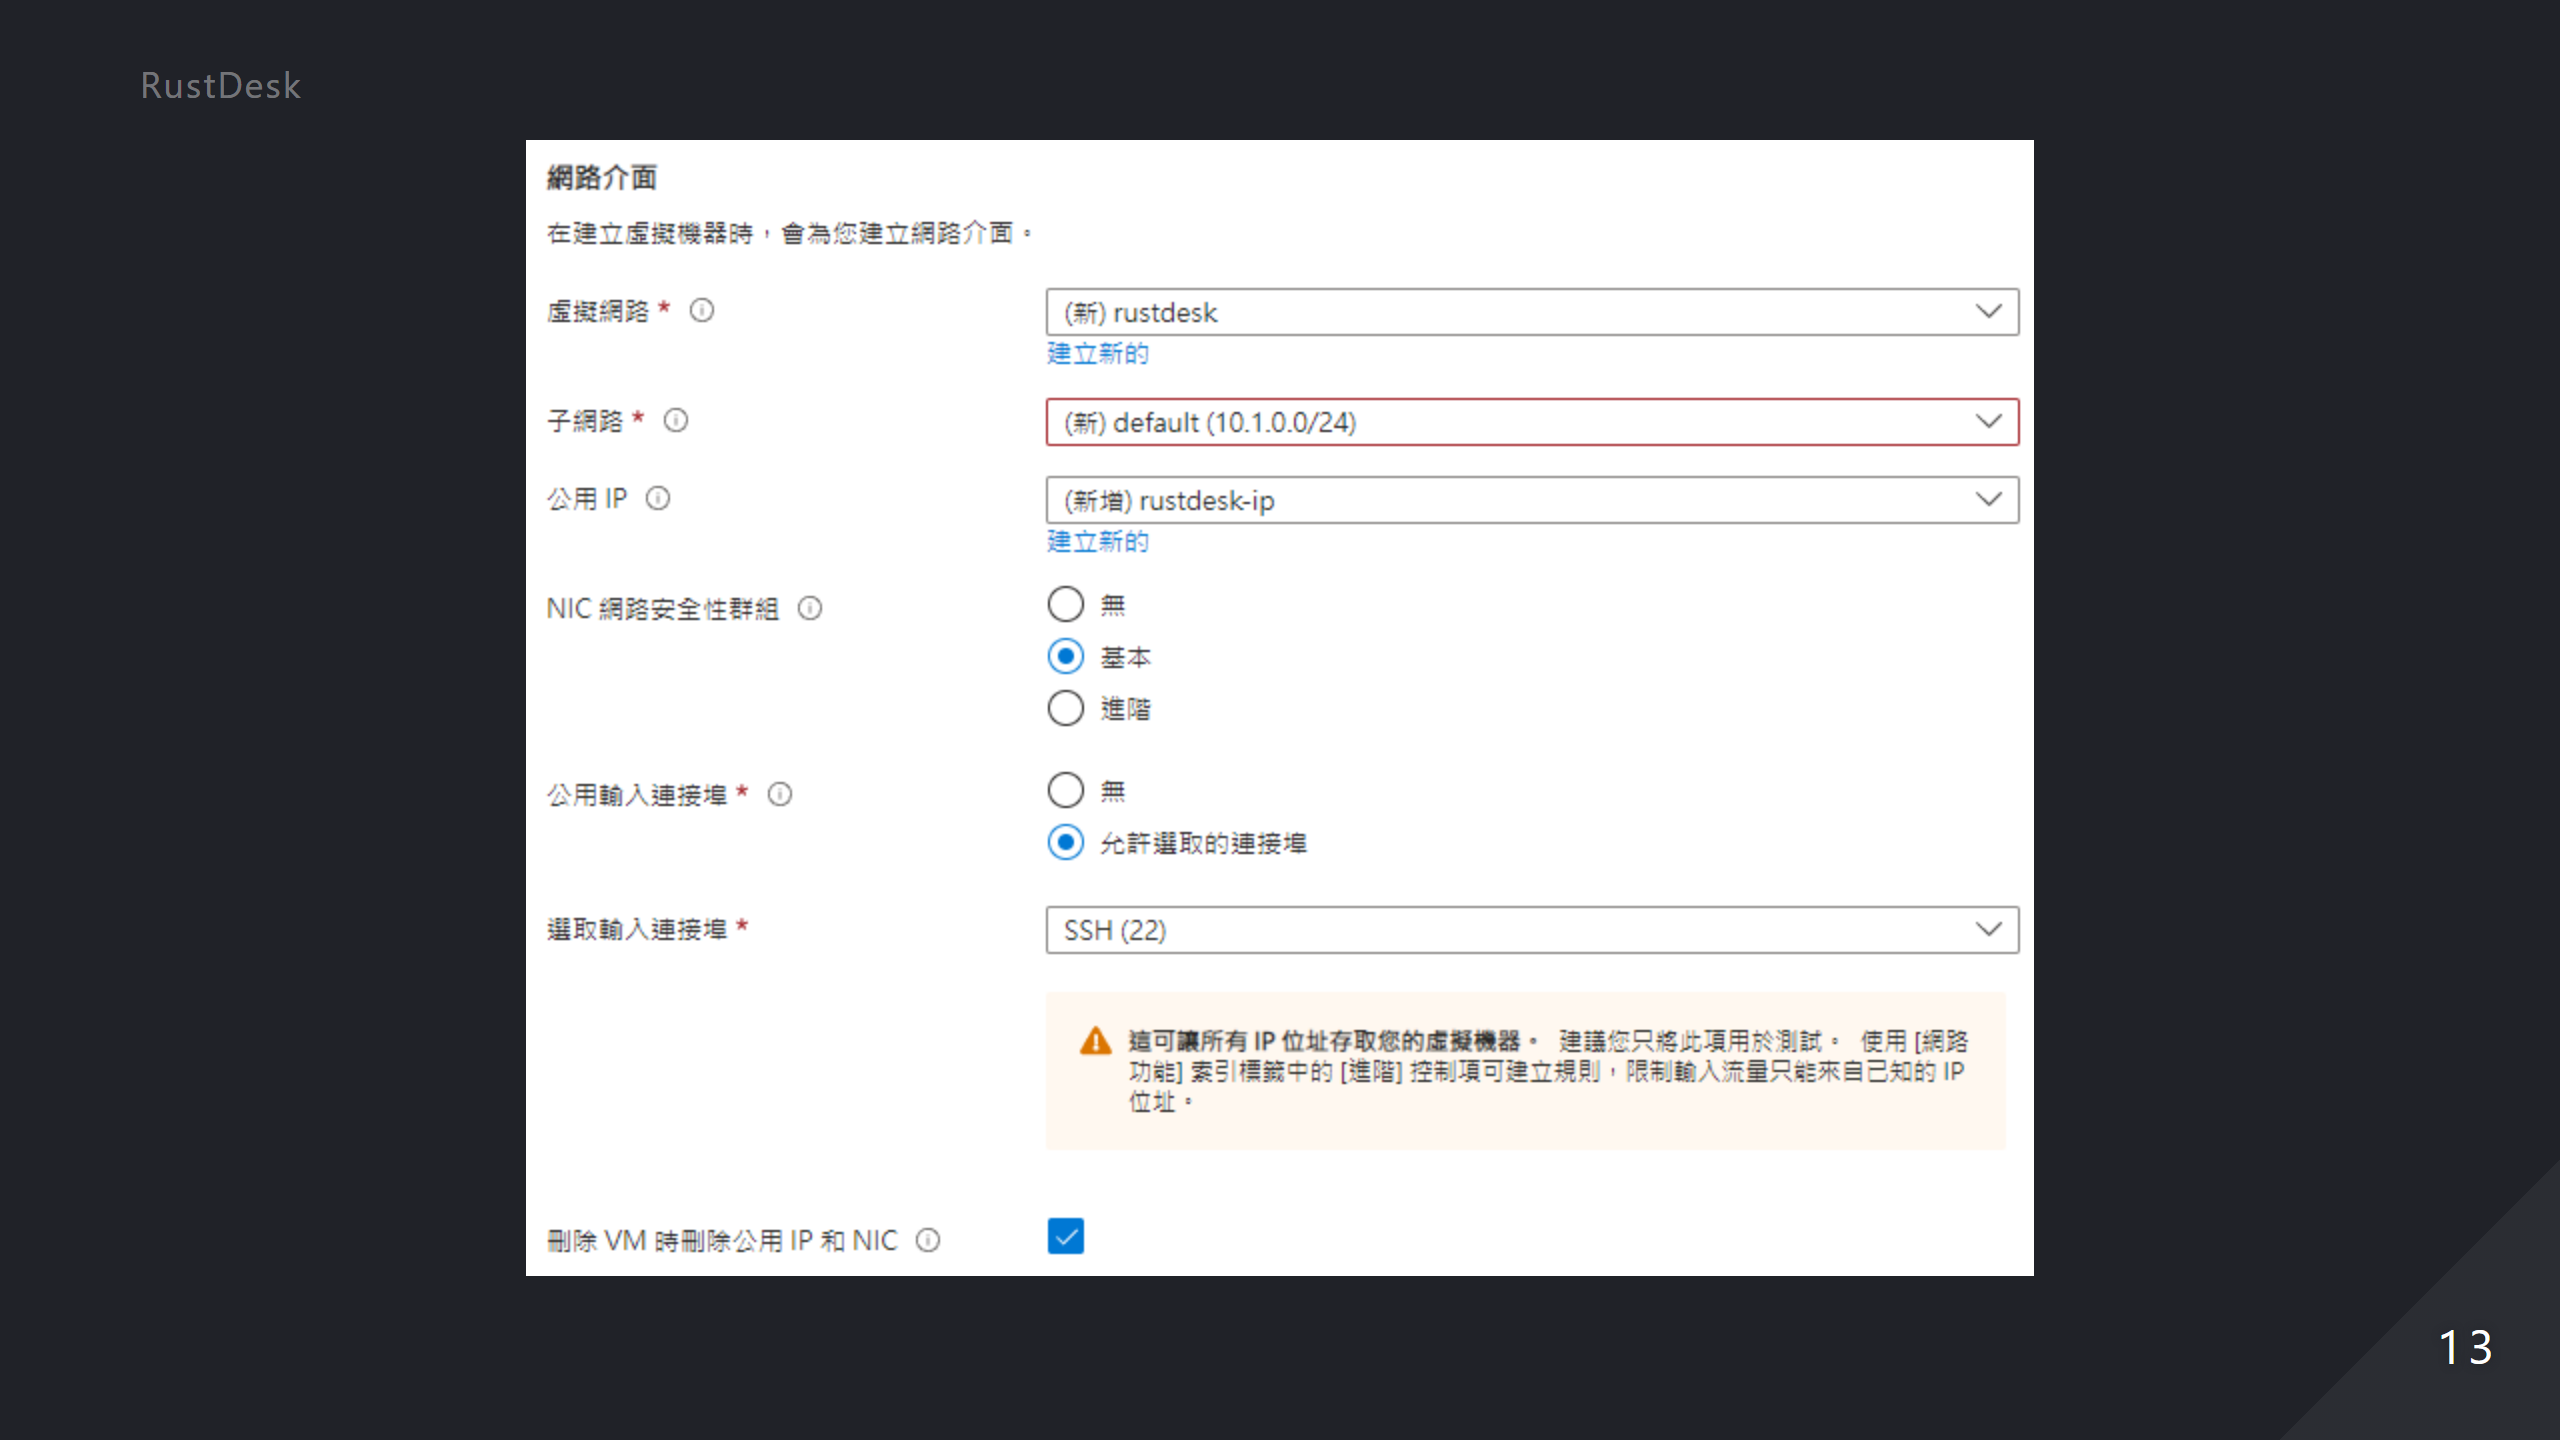 RustDesk
網路介面
在建立虛擬機器時，會為您建立網路介面。
虛擬網路 *
(新) rustdesk
建立新的
子網路 *
(新) default (10.1.0.0/24)
公用 IP
(新增) rustdesk-ip
建立新的
NIC 網路安全性群組
無
基本
進階
公用輸入連接埠 *
無
允許選取的連接埠
選取輸入連接埠 *
SSH (22)
這可讓所有 IP 位址存取您的虛擬機器。 建議您只將此項用於測試。 使用 [網路
功能] 索引標籤中的 [進階] 控制項可建立規則，限制輸入流量只能來自已知的 IP
位址。
刪除 VM 時刪除公用 IP 和 NIC
13